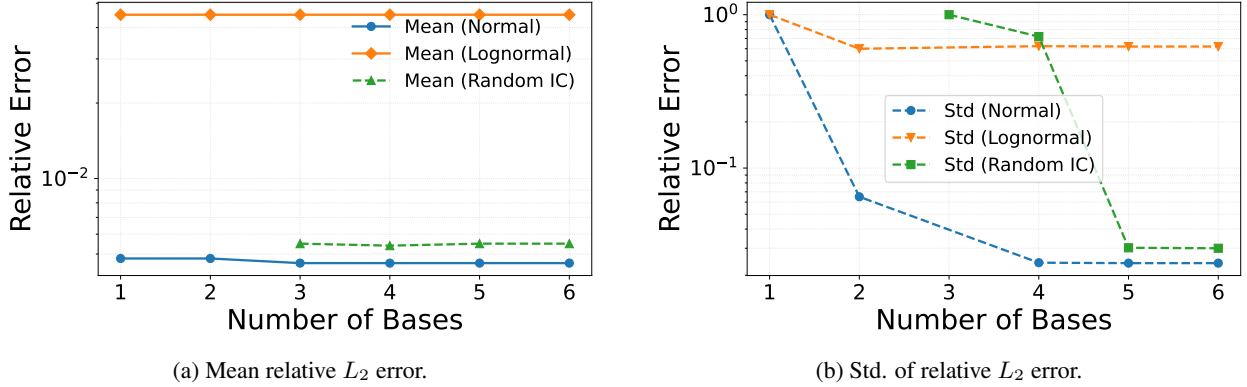 Relative Error
10⁻²
Mean (Normal)
Mean (Lognormal)
Mean (Random IC)
1 2 3 4 5 6
Number of Bases
(a) Mean relative L₂ error.
Relative Error
10⁰
10⁻¹
Std (Normal)
Std (Lognormal)
Std (Random IC)
1 2 3 4 5 6
Number of Bases
(b) Std. of relative L₂ error.